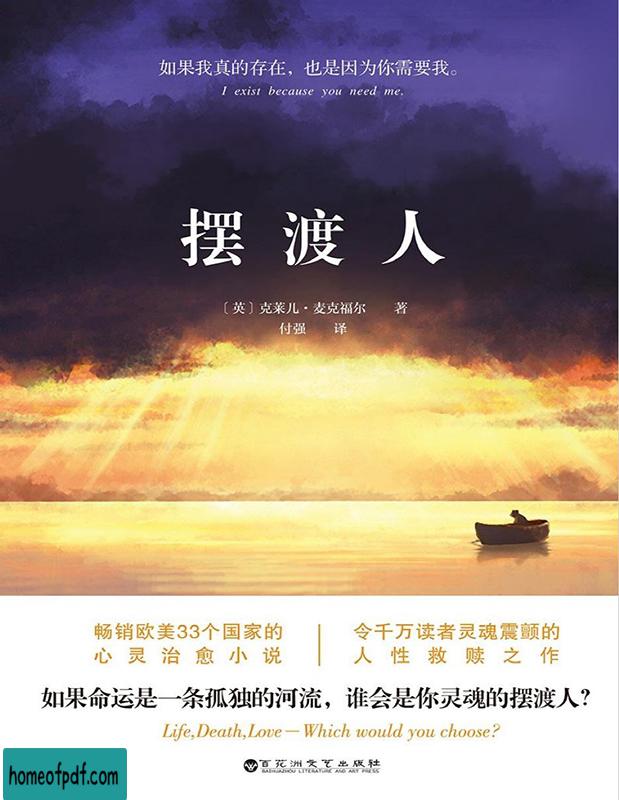 如果我真的存在，也是因为你需要我。
I exist because you need me.
摆渡人
〔英〕克莱儿·麦克福尔 著
付强 译
畅销欧美33个国家的
心灵治愈小说
令千万读者灵魂震颤的
人性救赎之作
如果命运是一条孤独的河流，谁会是你灵魂的摆渡人？
Life,Death,Love—Which would you choose?
百花洲文艺出版社
BAIHUAZHOU LITERATURE AND ART PRESS
homeofpdf.com